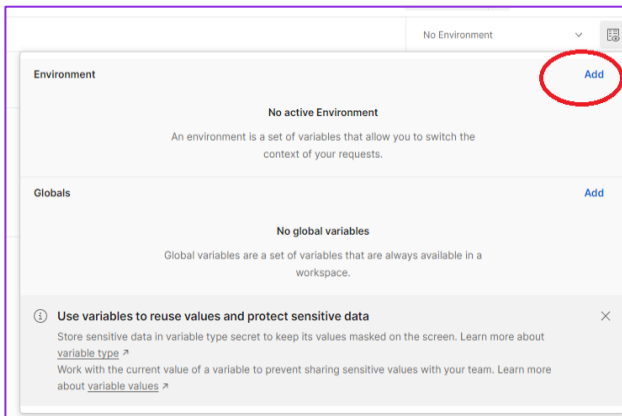 No Environment
Environment Add
No active Environment
An environment is a set of variables that allow you to switch the
context of your requests.
Globals Add
No global variables
Global variables are a set of variables that are always available in a
workspace.
Use variables to reuse values and protect sensitive data
Store sensitive data in variable type secret to keep its values masked on the screen. Learn more about
variable type ↗
Work with the current value of a variable to prevent sharing sensitive values with your team. Learn more
about variable values ↗